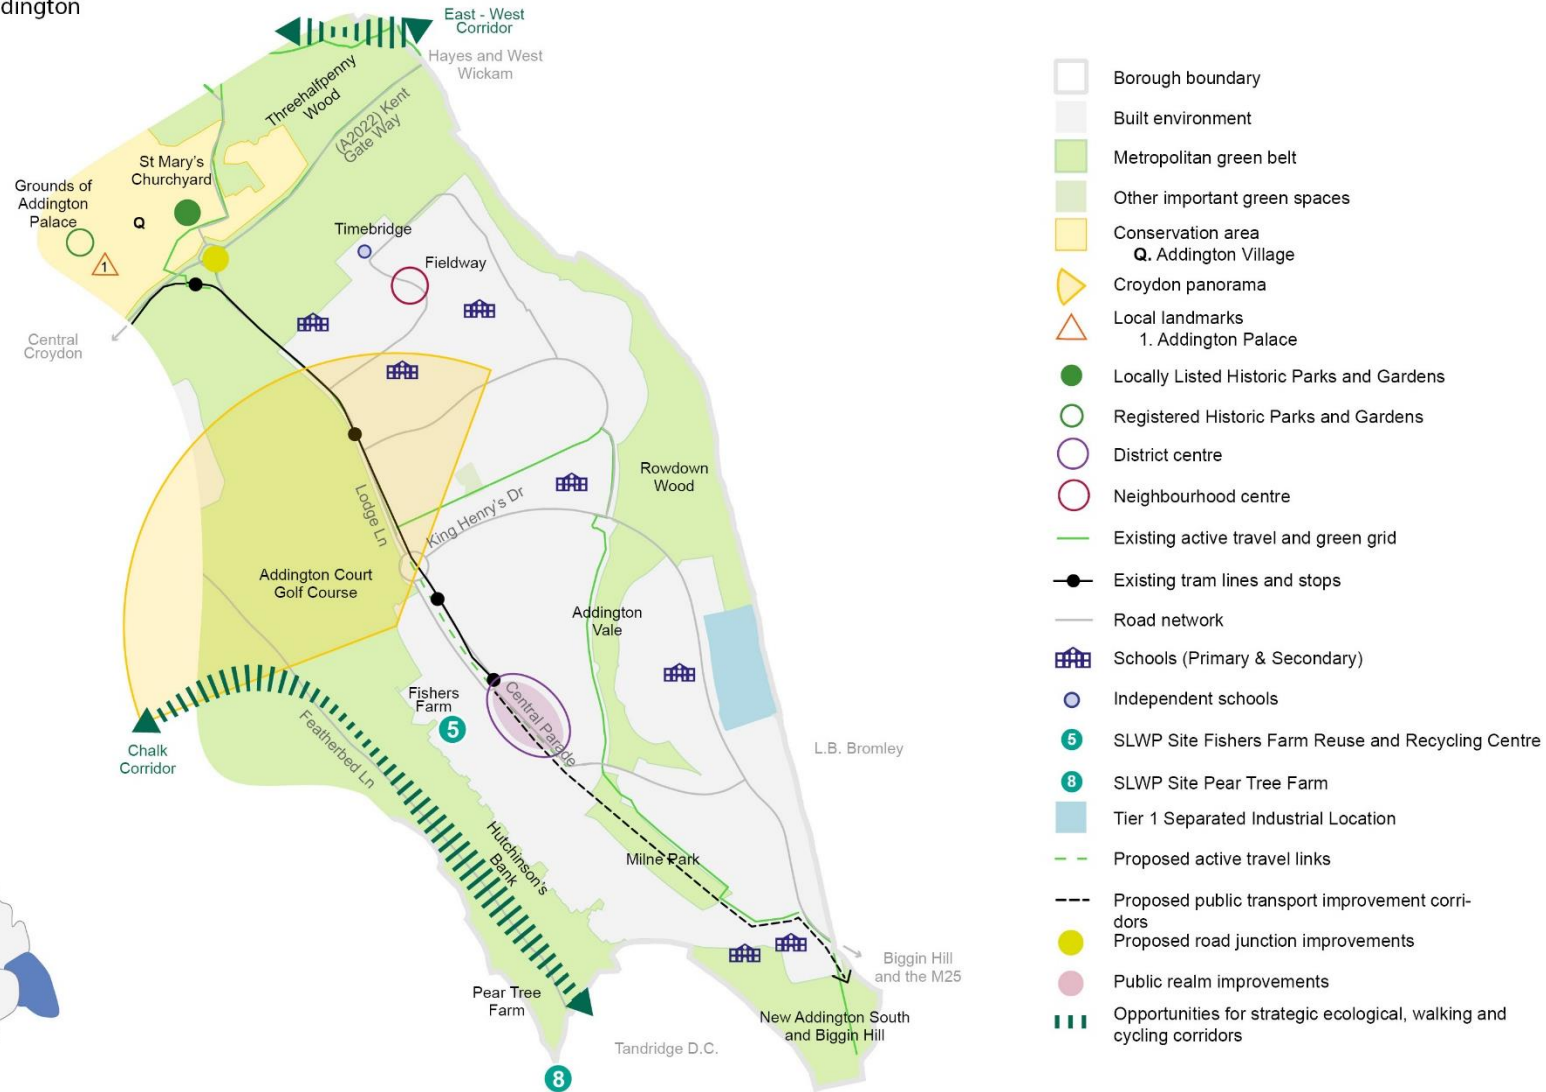 dington
East - West
Corridor
Hayes and West
Wickam
Threehalfpenny
Wood
(A2022) Kent
Gate Way
St Mary's
Churchyard
Grounds of
Addington
Palace
Q
1
Timebridge
Fieldway
Central
Croydon
Lodge Ln
King Henry's Dr
Rowdown
Wood
Addington Court
Golf Course
Addington
Vale
Fishers
Farm
5
Central Parade
Chalk
Corridor
Featherbed Ln
L.B. Bromley
Hutchinson's
Bank
Milne Park
Biggin Hill
and the M25
Pear Tree
Farm
New Addington South
and Biggin Hill
Tandridge D.C.
8
Borough boundary
Built environment
Metropolitan green belt
Other important green spaces
Conservation area
Q. Addington Village
Croydon panorama
Local landmarks
1. Addington Palace
Locally Listed Historic Parks and Gardens
Registered Historic Parks and Gardens
District centre
Neighbourhood centre
Existing active travel and green grid
Existing tram lines and stops
Road network
Schools (Primary & Secondary)
Independent schools
5 SLWP Site Fishers Farm Reuse and Recycling Centre
8 SLWP Site Pear Tree Farm
Tier 1 Separated Industrial Location
Proposed active travel links
Proposed public transport improvement corri-
dors
Proposed road junction improvements
Public realm improvements
Opportunities for strategic ecological, walking and
cycling corridors